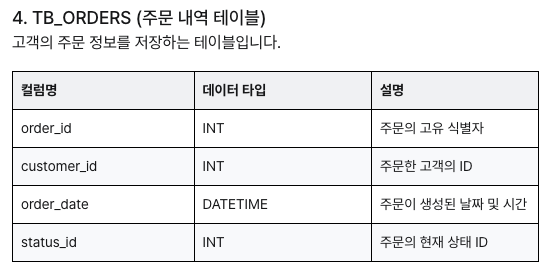 4. TB_ORDERS (주문 내역 테이블)
고객의 주문 정보를 저장하는 테이블입니다.
컬럼명 데이터 타입 설명
order_id INT 주문의 고유 식별자
customer_id INT 주문한 고객의 ID
order_date DATETIME 주문이 생성된 날짜 및 시간
status_id INT 주문의 현재 상태 ID